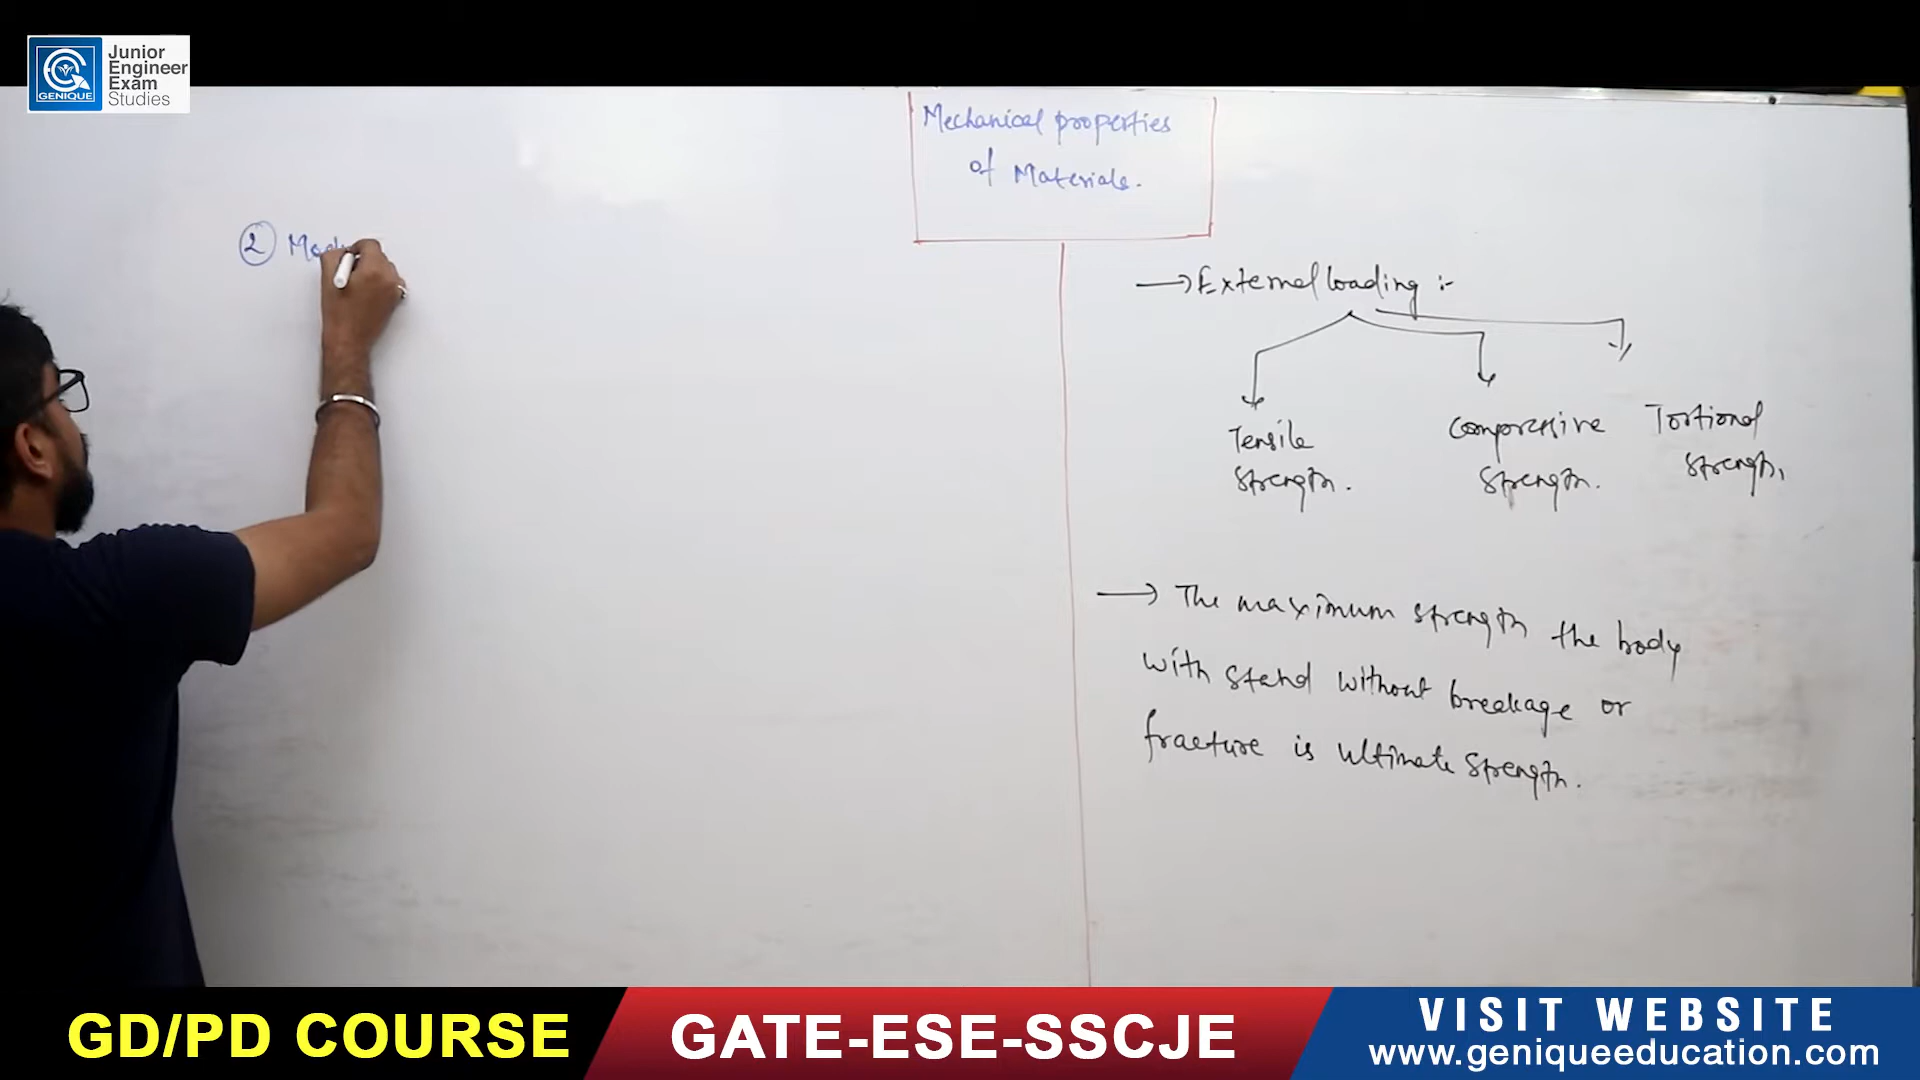 Junior
Engineer
Exam
Studies
GENIQUE
Mechanical properties
of Materials.
②
→ External loading :-
Tensile
Strength.
Compressive
Strength.
Tortional
Strength,
→ The maximum strength the body
with stand without breakage or
fracture is ultimate strength.
GD/PD COURSE
GATE-ESE-SSCJE
VISIT WEBSITE
www.geniqueeducation.com